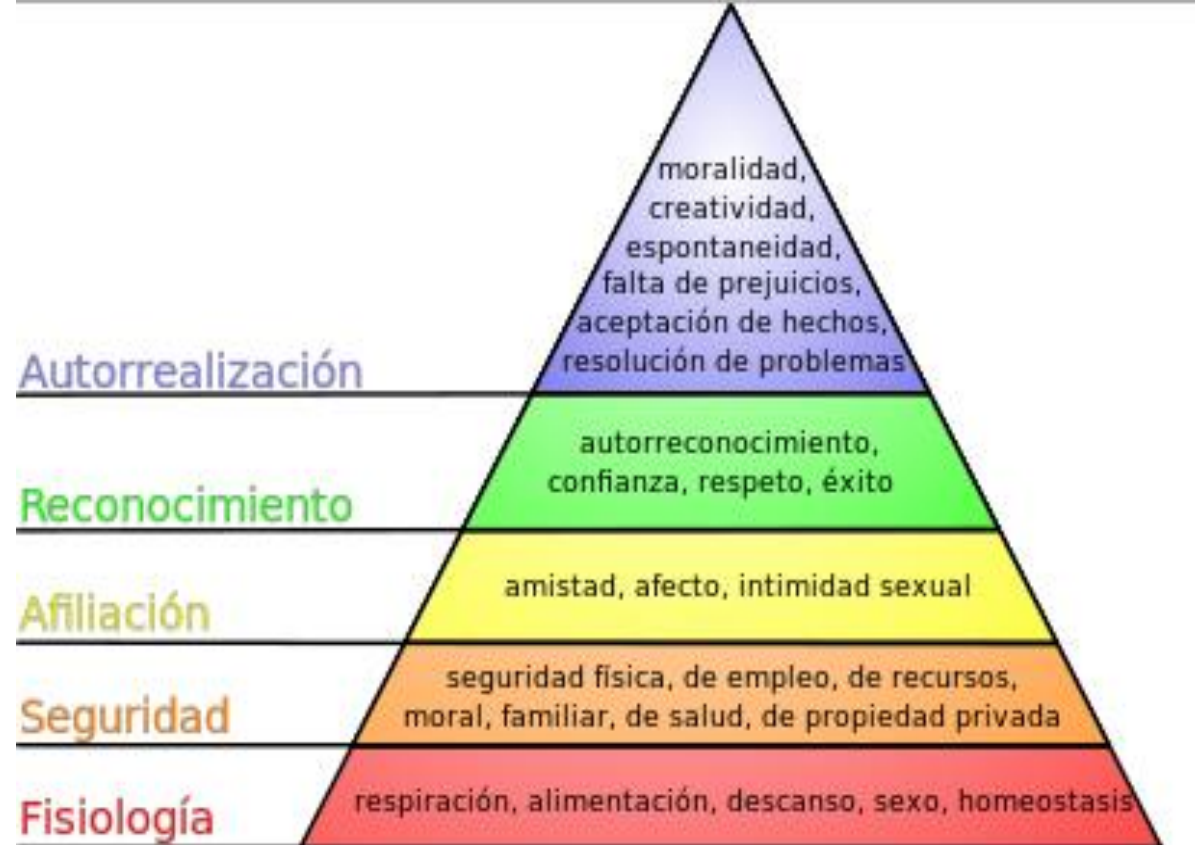 moralidad,
creatividad,
espontaneidad,
falta de prejuicios,
aceptación de hechos,
resolución de problemas
Autorrealización
autorreconocimiento,
confianza, respeto, éxito
Reconocimiento
amistad, afecto, intimidad sexual
Afiliación
seguridad física, de empleo, de recursos,
moral, familiar, de salud, de propiedad privada
Seguridad
respiración, alimentación, descanso, sexo, homeostasis
Fisiología